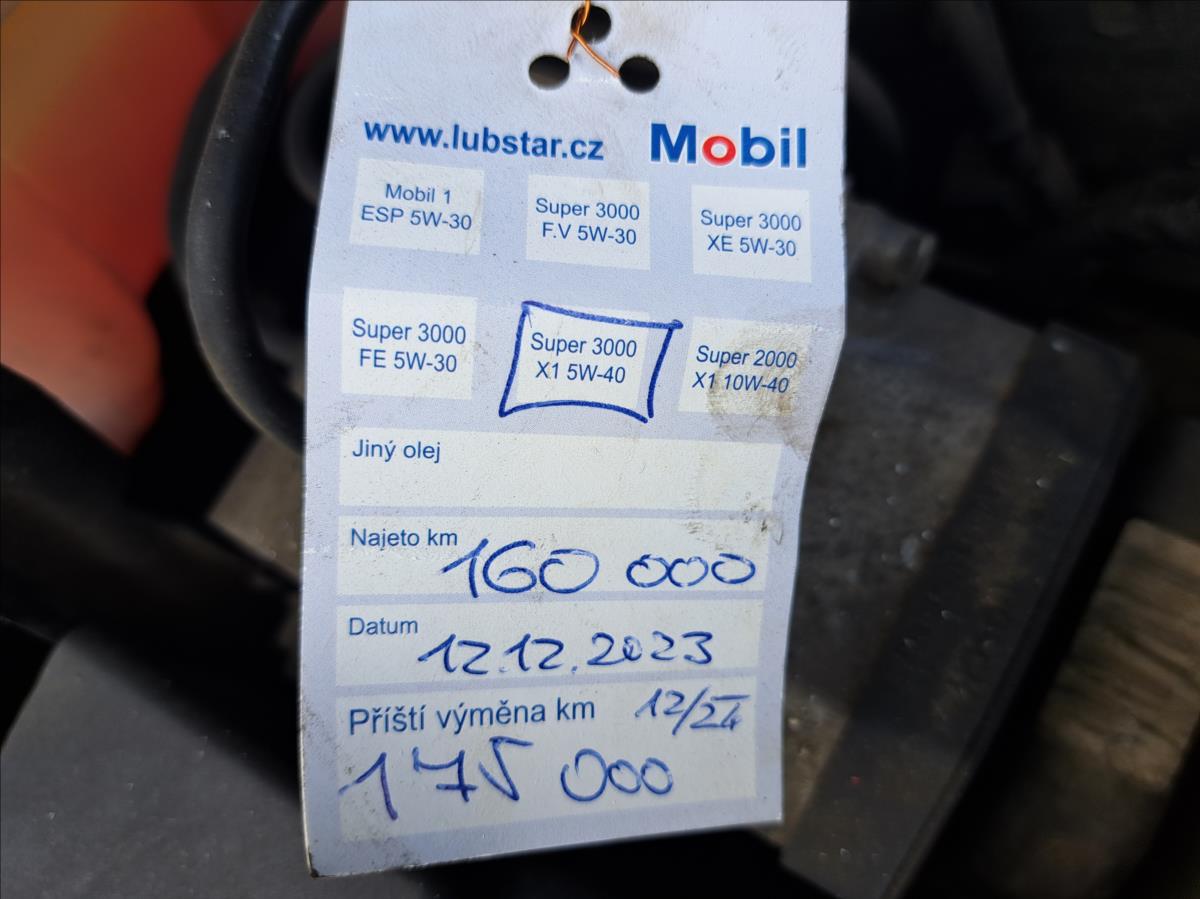 www.lubstar.cz Mobil
Mobil 1
ESP 5W-30
Super 3000
F.V 5W-30
Super 3000
XE 5W-30
Super 3000
FE 5W-30
Super 3000
X1 5W-40
Super 2000
X1 10W-40
Jiný olej
Najeto km 160 000
Datum 12.12.2023
Příští výměna km 12/24
175 000